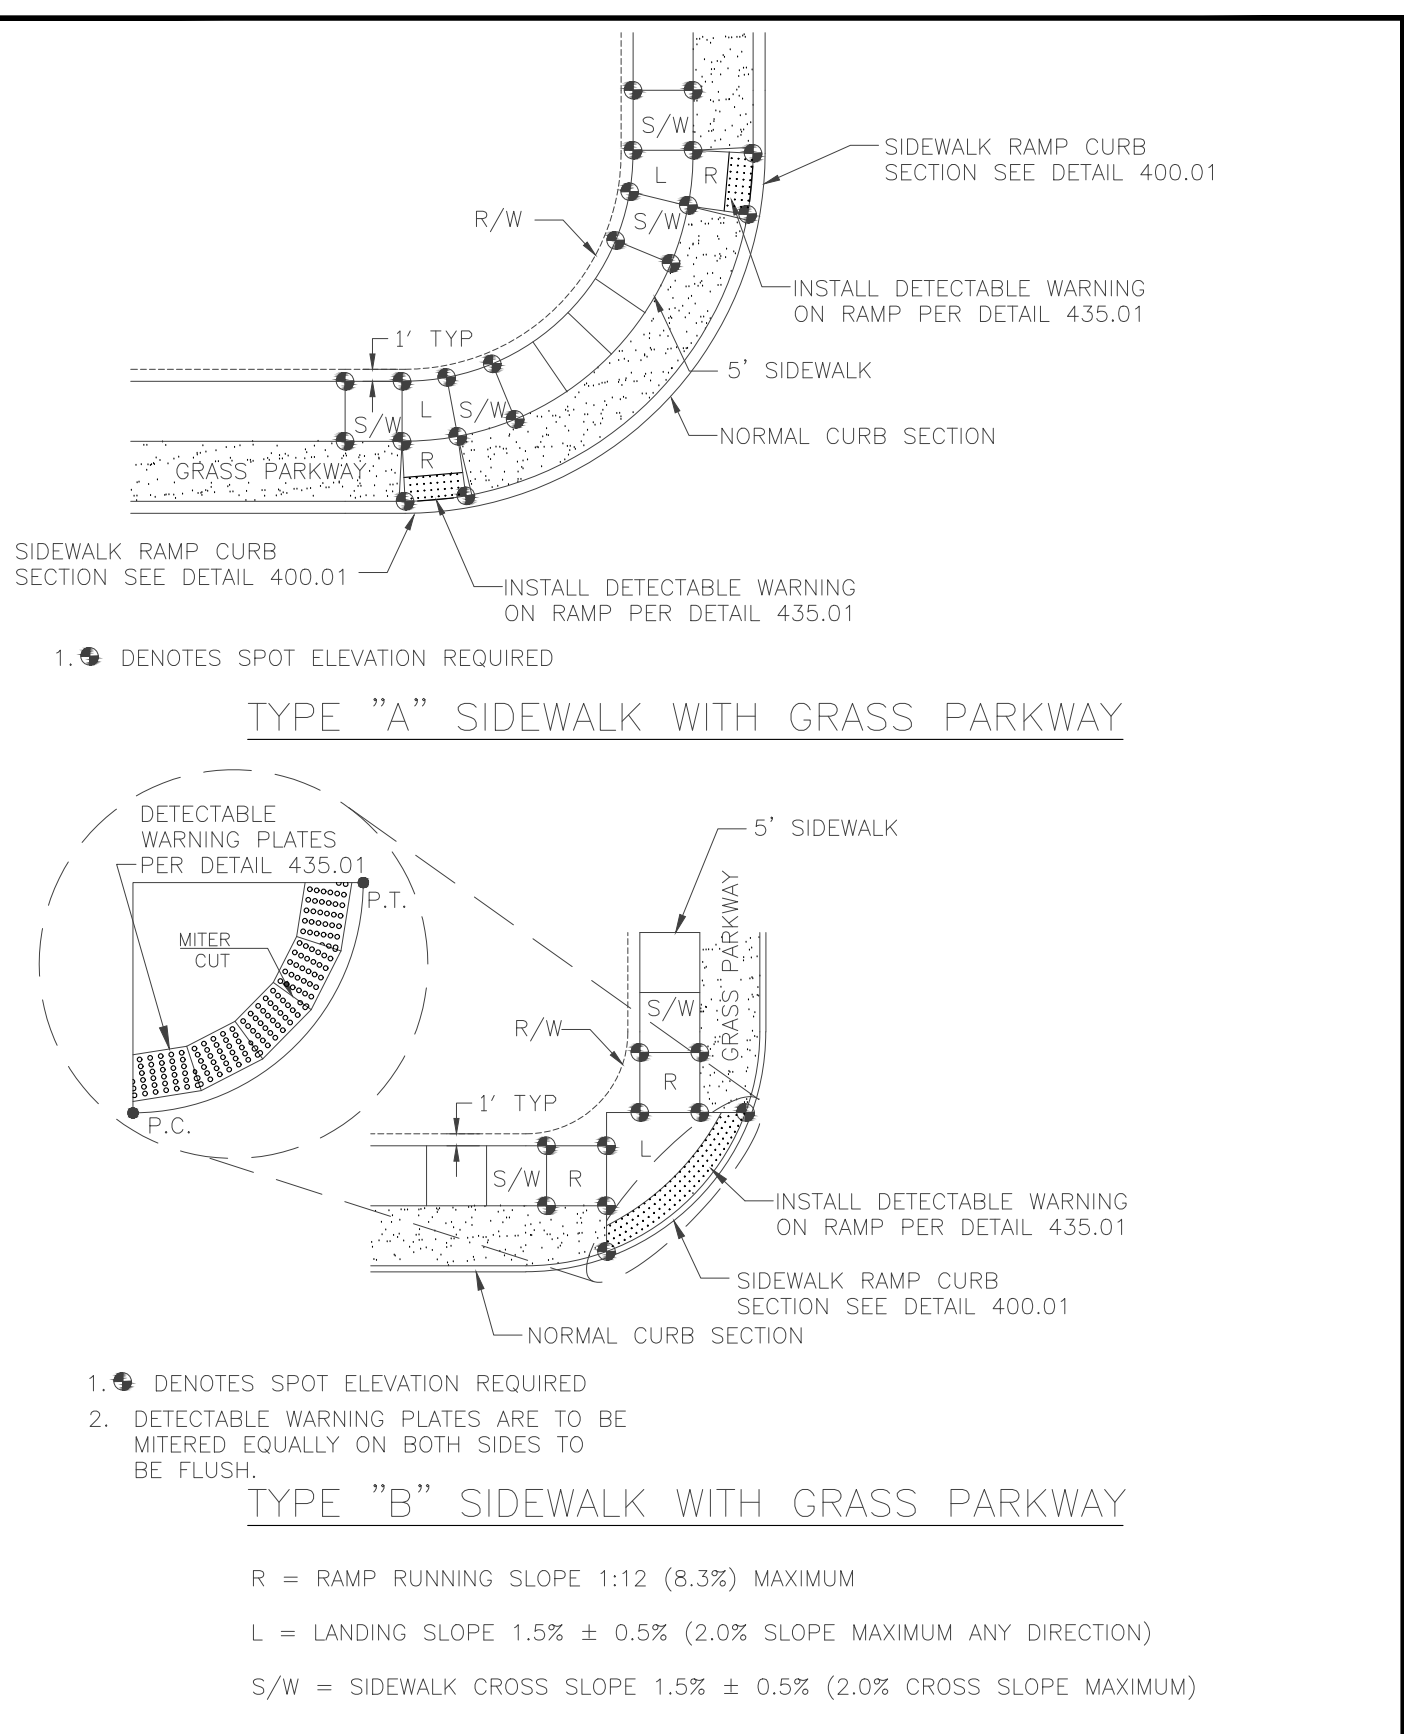 S/W
SIDEWALK RAMP CURB
SECTION SEE DETAIL 400.01
L
R
R/W
S/W
INSTALL DETECTABLE WARNING
ON RAMP PER DETAIL 435.01
1' TYP
5' SIDEWALK
L
S/W
S/W
NORMAL CURB SECTION
R
GRASS PARKWAY
SIDEWALK RAMP CURB
SECTION SEE DETAIL 400.01
INSTALL DETECTABLE WARNING
ON RAMP PER DETAIL 435.01
1. DENOTES SPOT ELEVATION REQUIRED
TYPE "A" SIDEWALK WITH GRASS PARKWAY
DETECTABLE
WARNING PLATES
PER DETAIL 435.01
P.T.
MITER
CUT
P.C.
5' SIDEWALK
GRASS PARKWAY
S/W
R/W
R
1' TYP
L
S/W
R
INSTALL DETECTABLE WARNING
ON RAMP PER DETAIL 435.01
SIDEWALK RAMP CURB
SECTION SEE DETAIL 400.01
NORMAL CURB SECTION
1. DENOTES SPOT ELEVATION REQUIRED
2. DETECTABLE WARNING PLATES ARE TO BE
MITERED EQUALLY ON BOTH SIDES TO
BE FLUSH.
TYPE "B" SIDEWALK WITH GRASS PARKWAY
R = RAMP RUNNING SLOPE 1:12 (8.3%) MAXIMUM
L = LANDING SLOPE 1.5% ± 0.5% (2.0% SLOPE MAXIMUM ANY DIRECTION)
S/W = SIDEWALK CROSS SLOPE 1.5% ± 0.5% (2.0% CROSS SLOPE MAXIMUM)